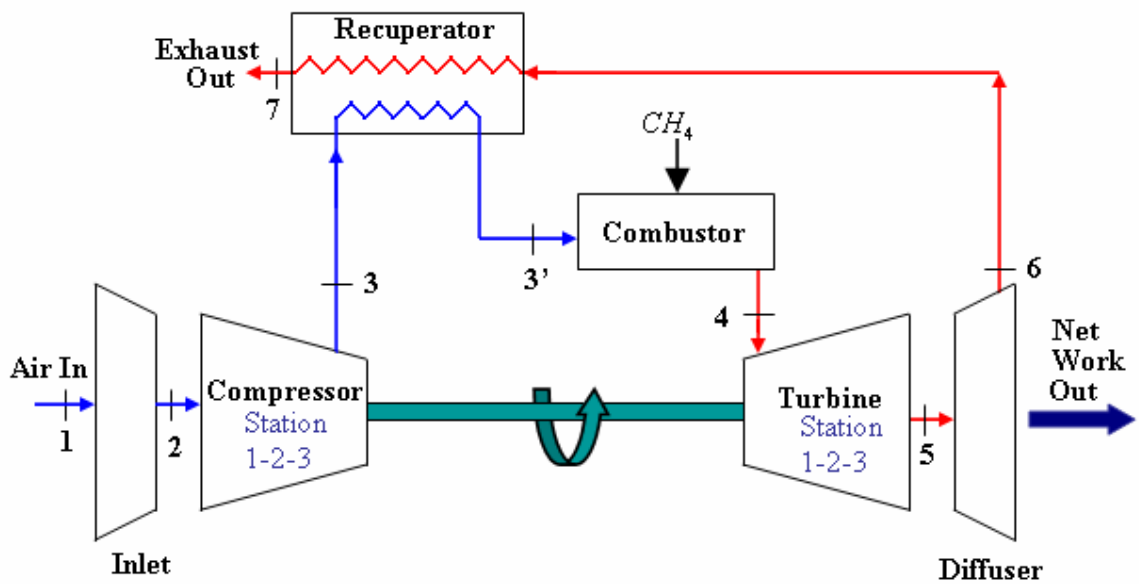 Recuperator
Exhaust
Out
7
CH₄
Combustor
3
3’
4
6
Air In
1
2
Compressor
Station
1-2-3
Turbine
Station
1-2-3
5
Net
Work
Out
Inlet
Diffuser